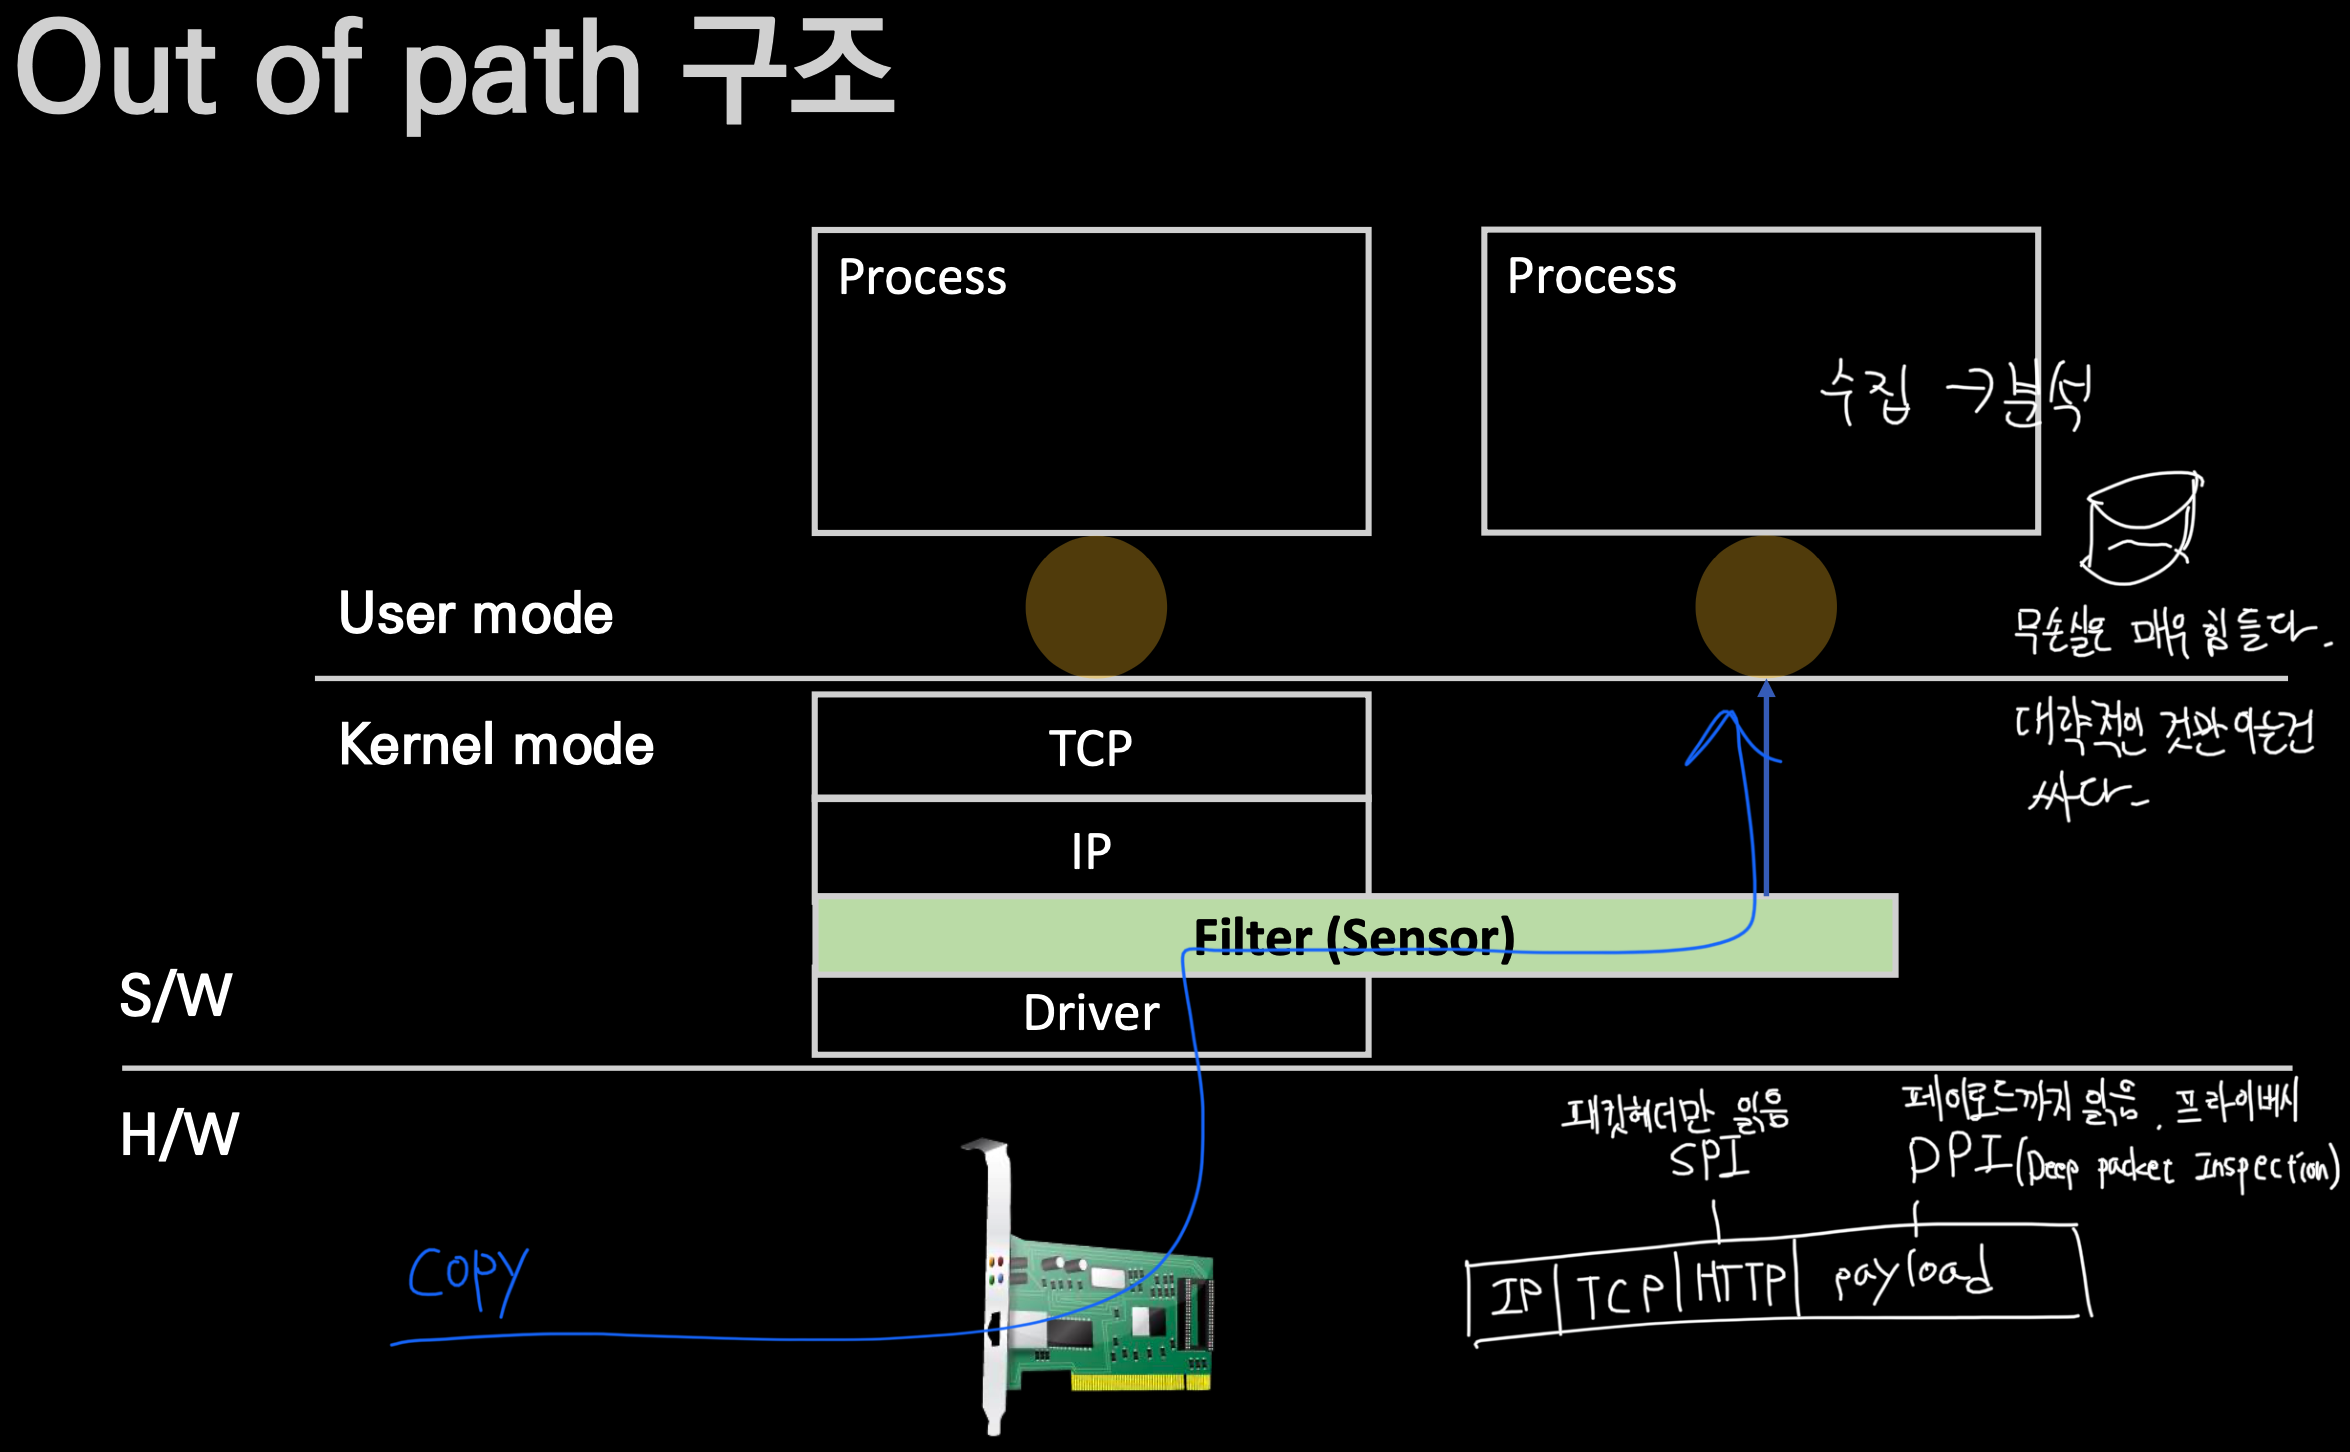 Out of path 구조
Process
Process
수집 → 분석
User mode
무손실은 매우 힘들다.
Kernel mode
대략적인 것만 이는건
싸다.
TCP
IP
Filter (Sensor)
S/W
Driver
H/W
패킷헤더만 읽음
SPI
페이로드까지 읽음. 프라이버시
DPI (Deep packet Inspection)
Copy
IP TCP HTTP payload